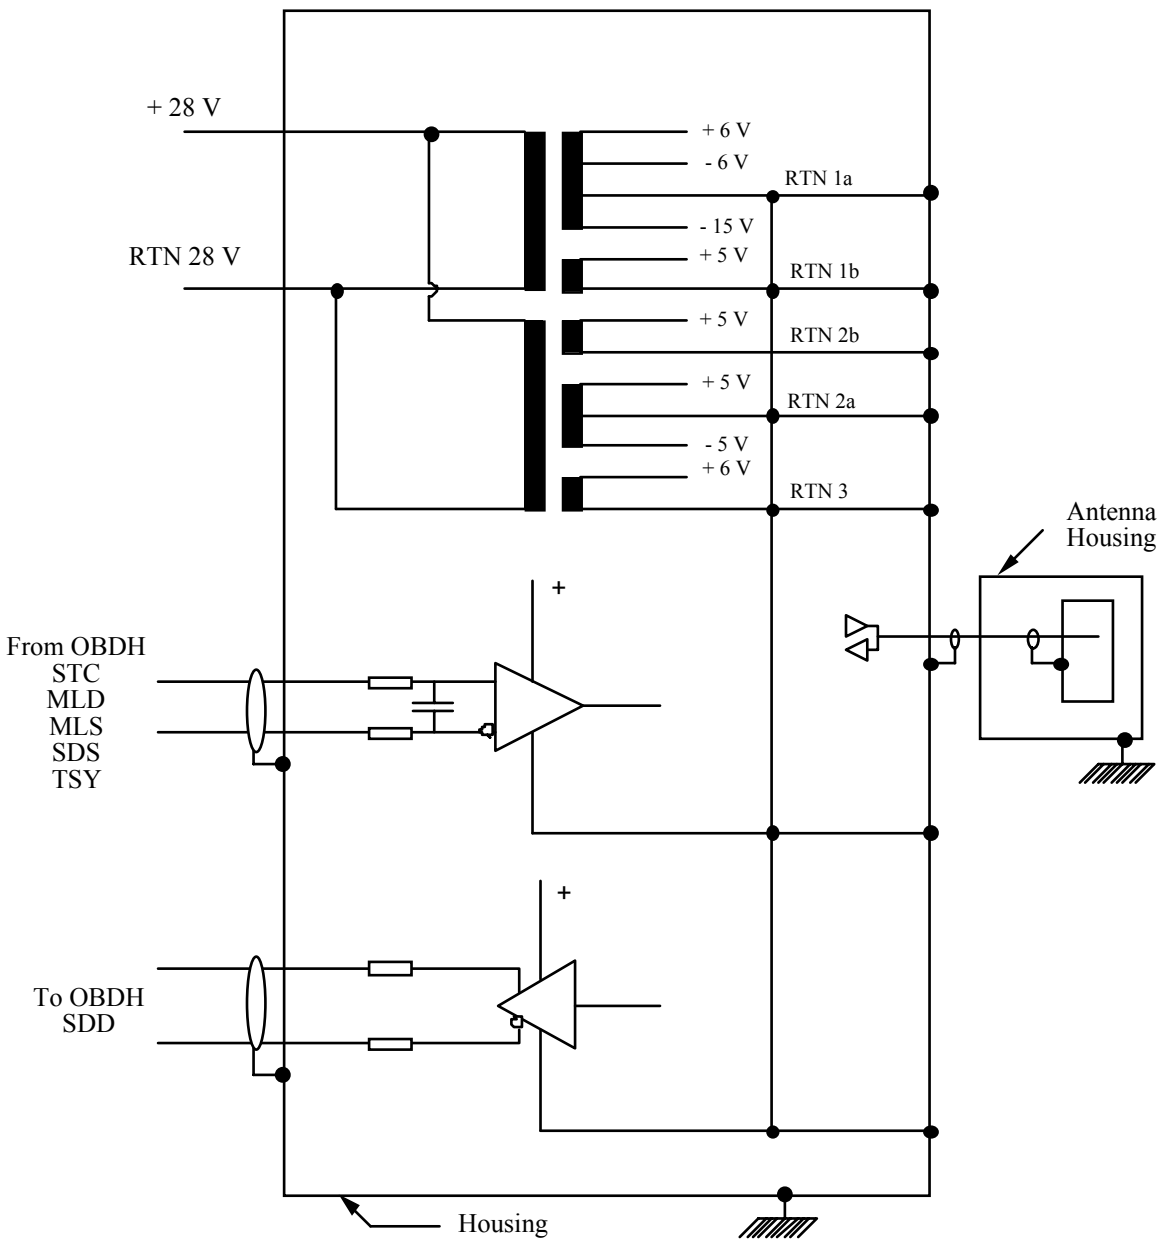 + 28 V
+ 6 V
- 6 V
RTN 1a
- 15 V
RTN 28 V
+ 5 V
RTN 1b
+ 5 V
RTN 2b
+ 5 V
RTN 2a
- 5 V
+ 6 V
RTN 3
Antenna
Housing
+
From OBDH
STC
MLD
MLS
SDS
TSY
+
To OBDH
SDD
Housing